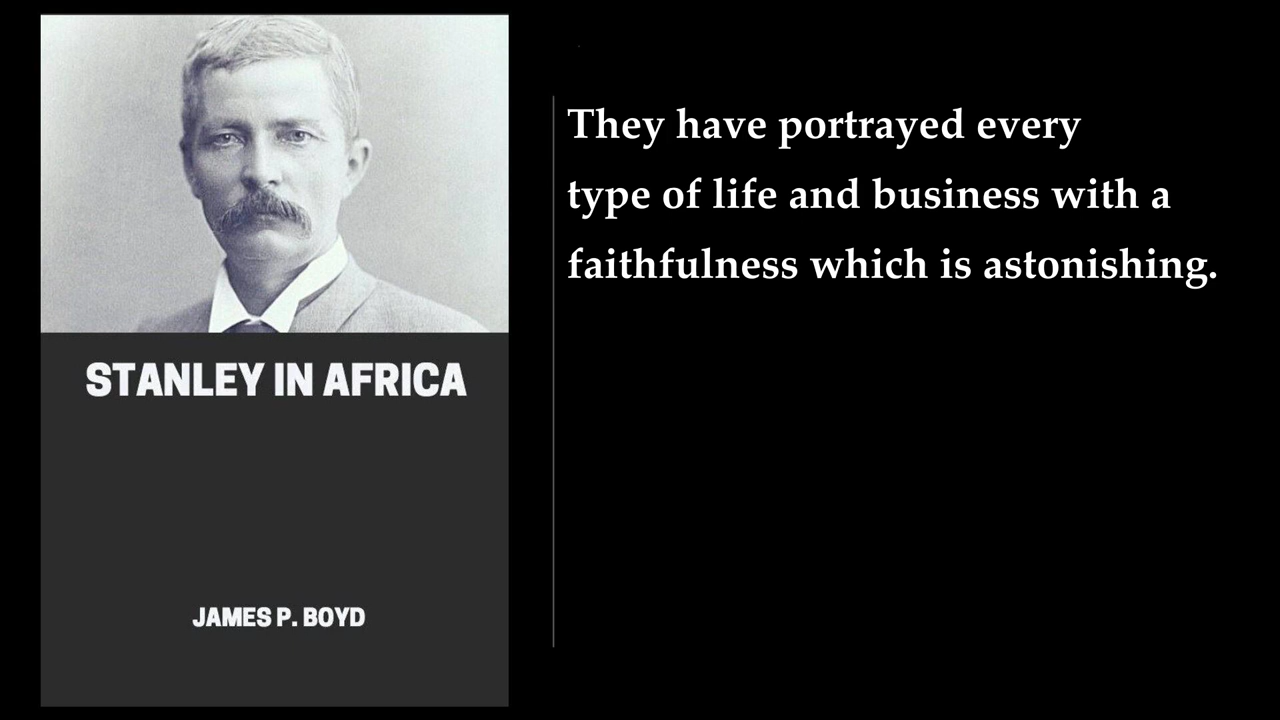 STANLEY IN AFRICA
JAMES P. BOYD
They have portrayed every
type of life and business with a
faithfulness which is astonishing.